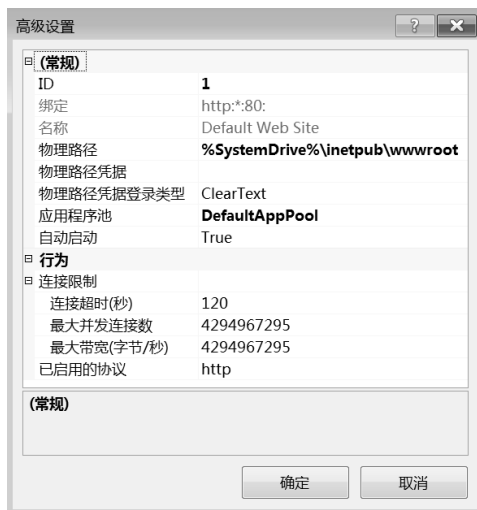 高级设置
(常规)
ID 1
绑定 http:*:80:
名称 Default Web Site
物理路径 %SystemDrive%\inetpub\wwwroot
物理路径凭据
物理路径凭据登录类型 ClearText
应用程序池 DefaultAppPool
自动启动 True
行为
连接限制
连接超时(秒) 120
最大并发连接数 4294967295
最大带宽(字节/秒) 4294967295
已启用的协议 http
(常规)
确定 取消